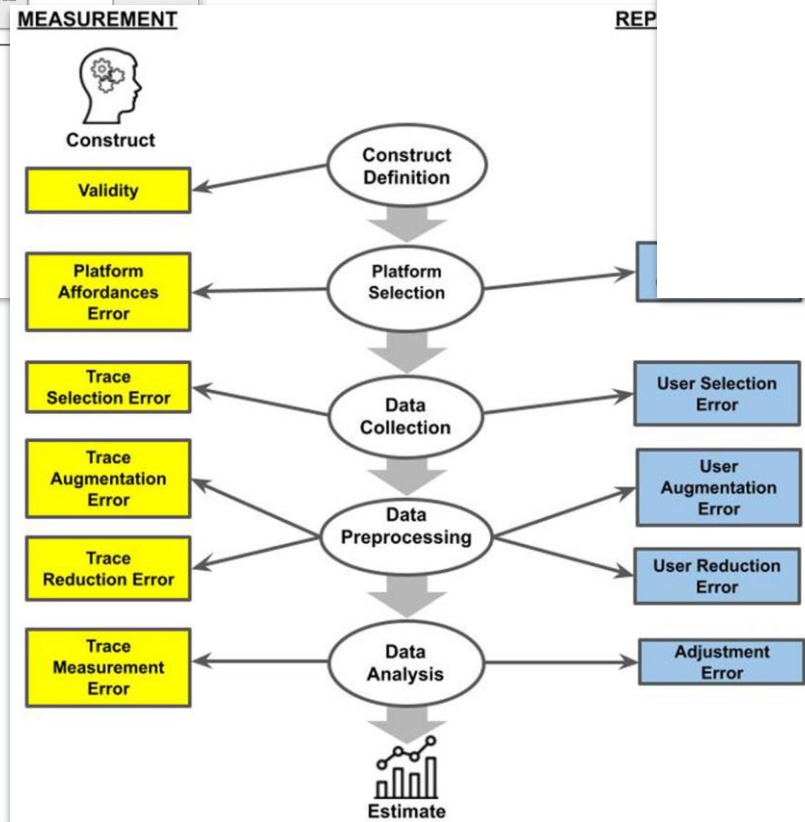 MEASUREMENT
REP
Construct
Construct
Definition
Validity
Platform
Affordances
Error
Platform
Selection
Trace
Selection Error
Data
Collection
User Selection
Error
Trace
Augmentation
Error
Data
Preprocessing
User
Augmentation
Error
Trace
Reduction Error
User Reduction
Error
Trace
Measurement
Error
Data
Analysis
Adjustment
Error
Estimate